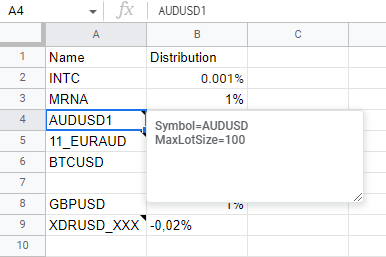 A4 fx AUDUSD1
A B C
1 Name Distribution
2 INTC 0.001%
3 MRNA 1%
4 AUDUSD1
Symbol=AUDUSD
MaxLotSize=100
5 11_EURAUD
6 BTCUSD
7
8 GBPUSD 1%
9 XDRUSD_XXX -0,02%
10